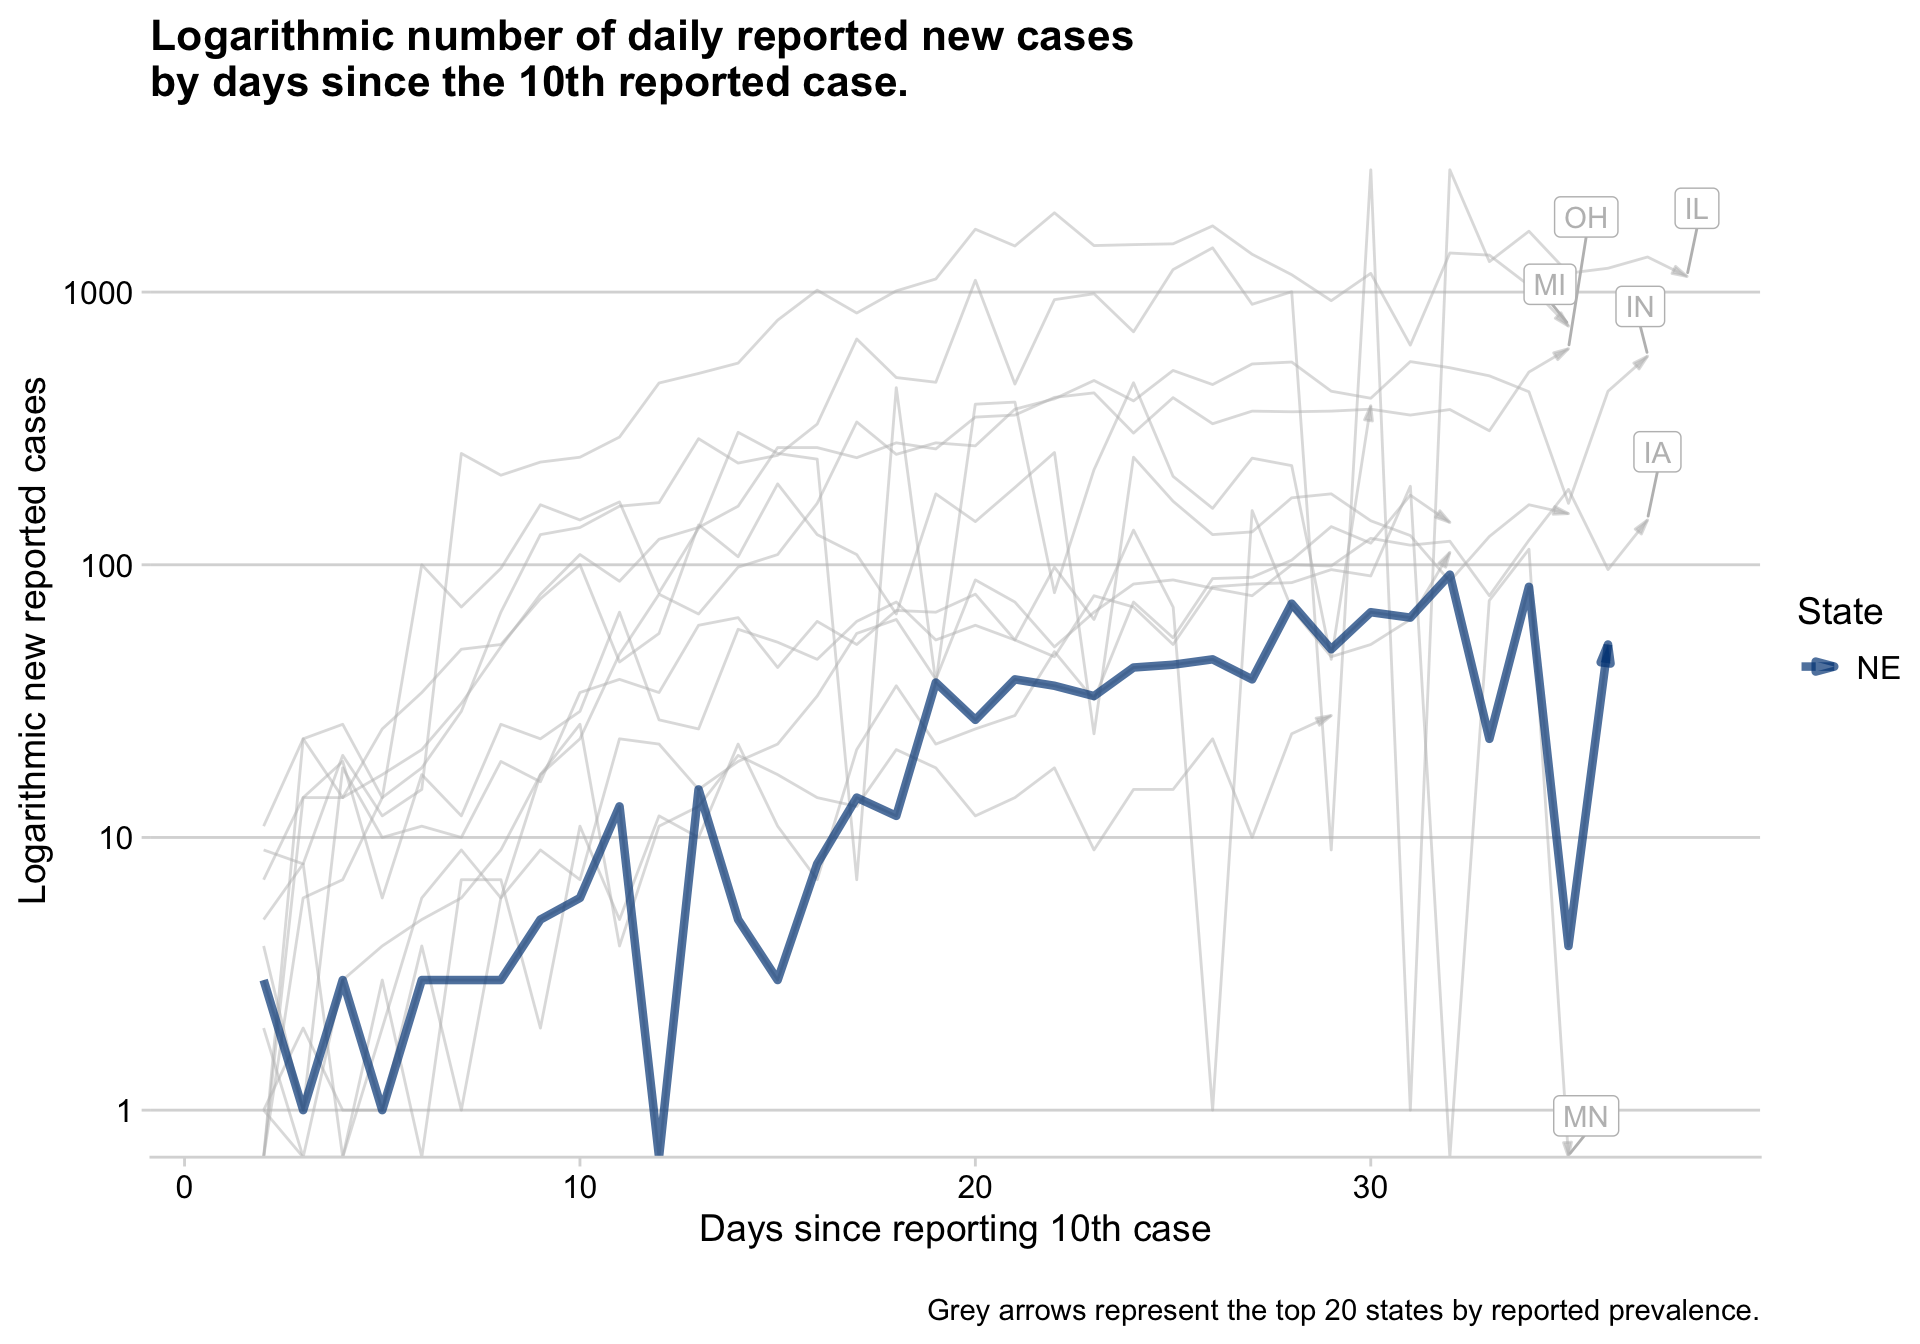 Logarithmic number of daily reported new cases
by days since the 10th reported case.
Logarithmic new reported cases
1000
100
10
1
OH
IL
MI
IN
IA
MN
State
NE
0
10
20
30
Days since reporting 10th case
Grey arrows represent the top 20 states by reported prevalence.